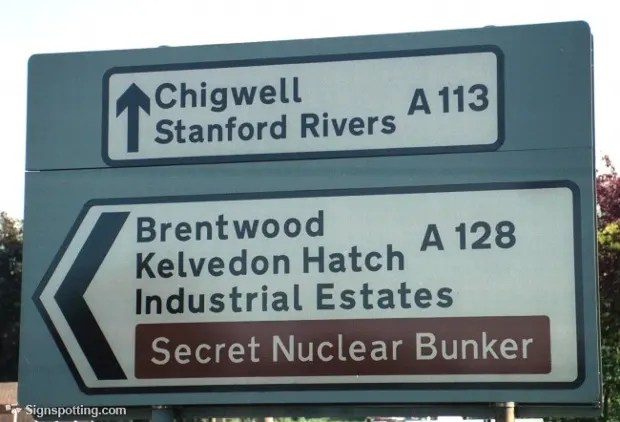 Chigwell
Stanford Rivers
A 113
Brentwood
Kelvedon Hatch
A 128
Industrial Estates
Secret Nuclear Bunker
Signspotting.com